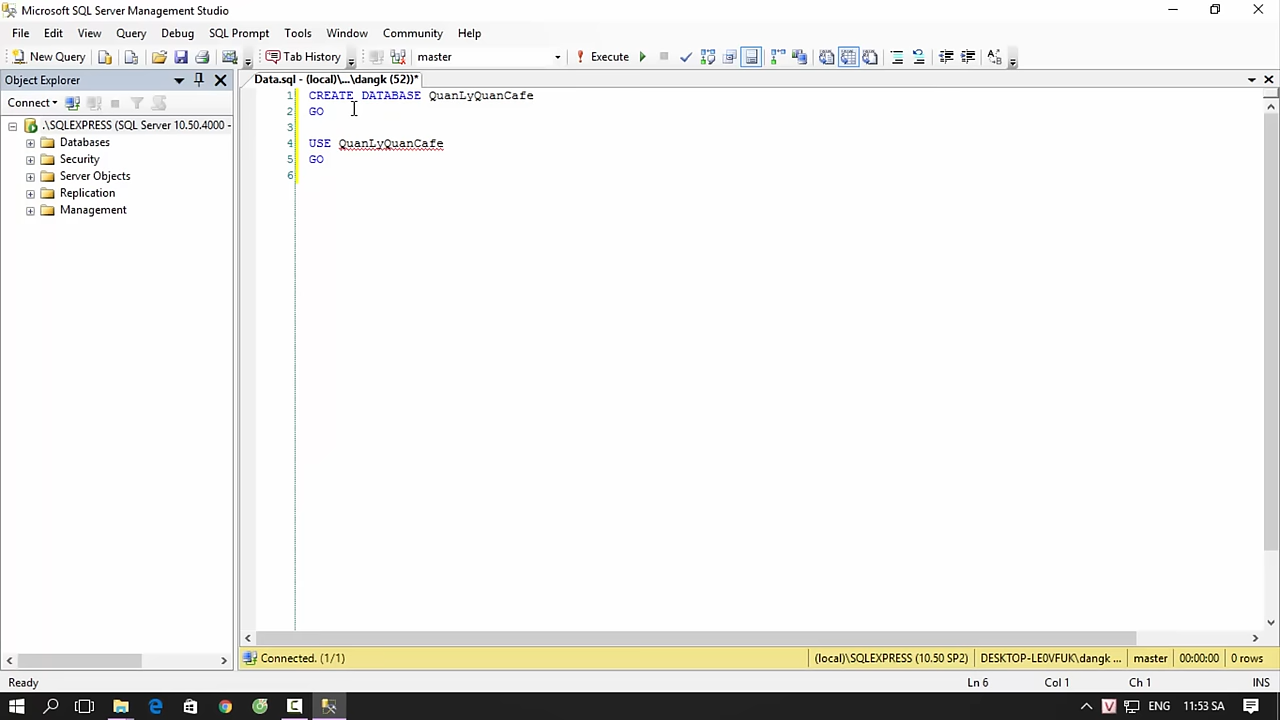 Microsoft SQL Server Management Studio
File Edit View Query Debug SQL Prompt Tools Window Community Help
New Query Tab History master Execute
Object Explorer
Data.sql - (local)\...\dangk (52))*
Connect
.\SQLEXPRESS (SQL Server 10.50.4000 -
Databases
Security
Server Objects
Replication
Management
1 CREATE DATABASE QuanLyQuanCafe
2 GO
3
4 USE QuanLyQuanCafe
5 GO
6
Connected. (1/1) (local)\SQLEXPRESS (10.50 SP2) DESKTOP-LE0VFUK\dangk ... master 00:00:00 0 rows
Ready Ln 6 Col 1 Ch 1 INS
V ENG 11:53 SA